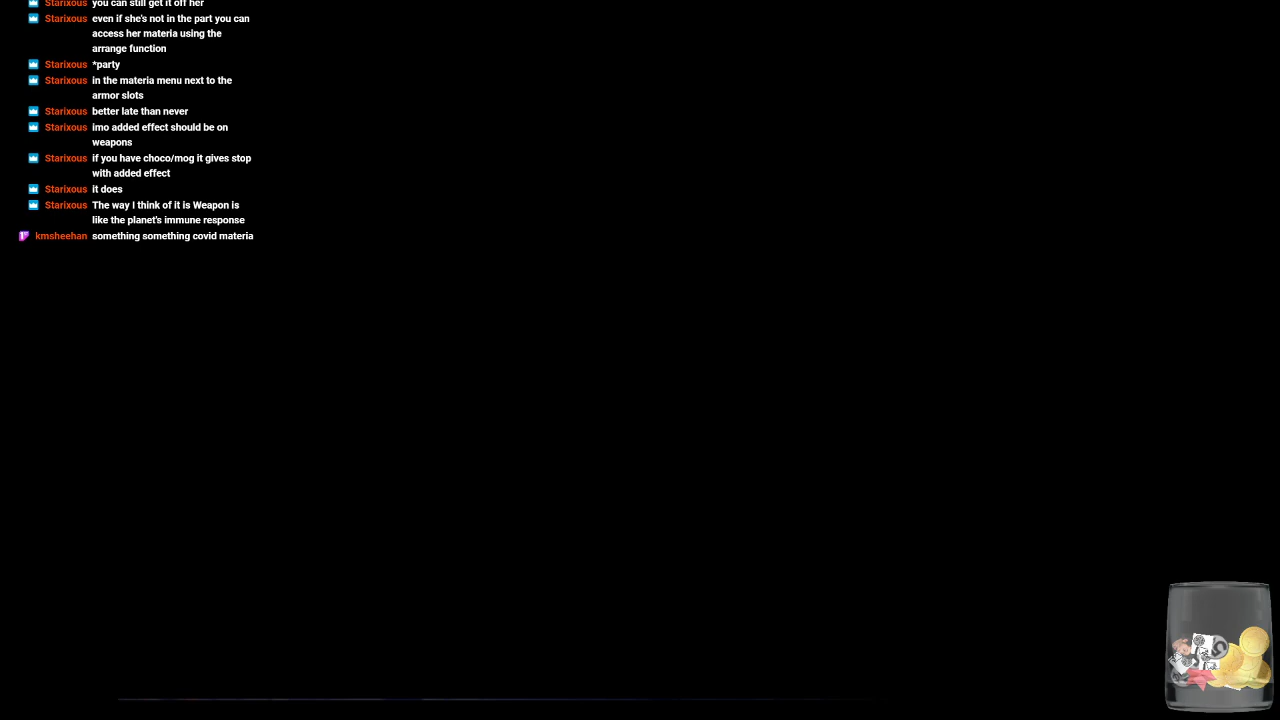 Starixous you can still get it off her
Starixous even if she's not in the part you can
access her materia using the
arrange function
Starixous *party
Starixous in the materia menu next to the
armor slots
Starixous better late than never
Starixous imo added effect should be on
weapons
Starixous if you have choco/mog it gives stop
with added effect
Starixous it does
Starixous The way I think of it is Weapon is
like the planet's immune response
kmsheehan something something covid materia